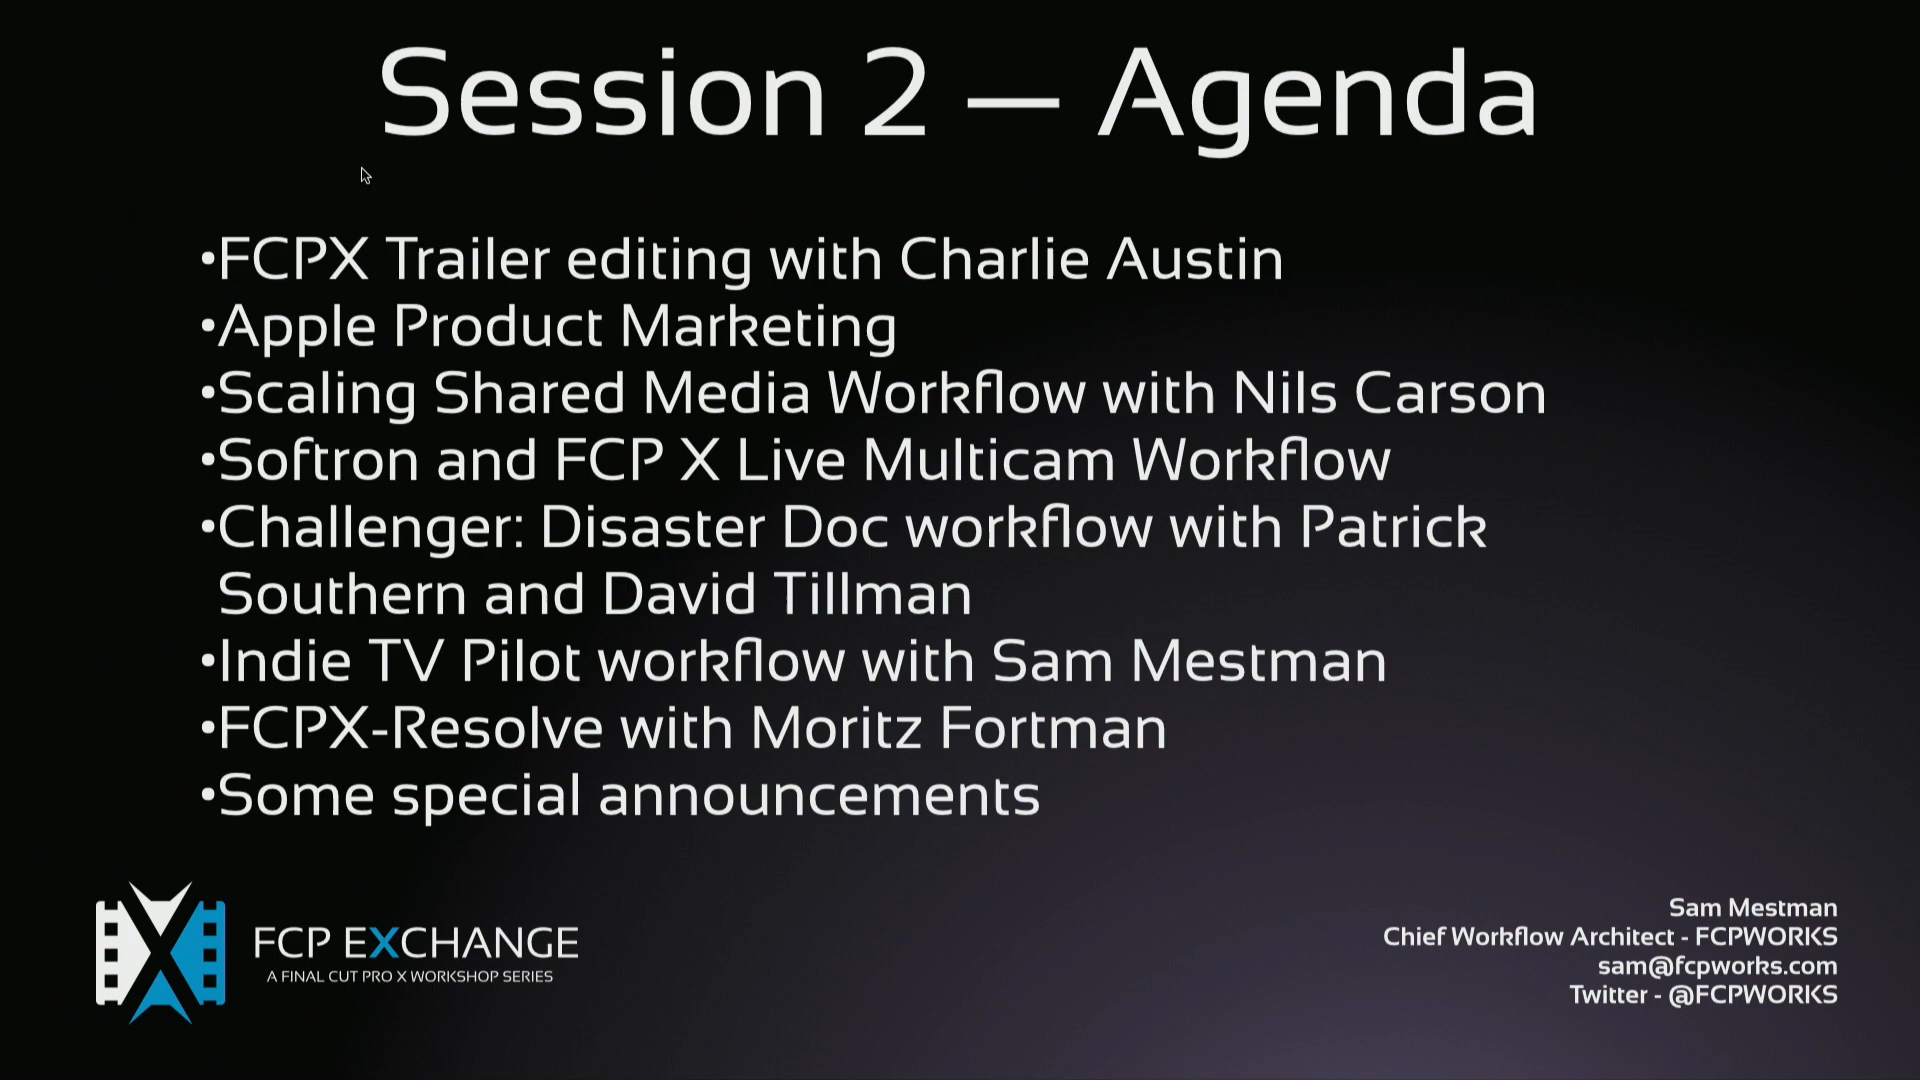 Session 2 — Agenda
•FCPX Trailer editing with Charlie Austin
•Apple Product Marketing
•Scaling Shared Media Workflow with Nils Carson
•Softron and FCP X Live Multicam Workflow
•Challenger: Disaster Doc workflow with Patrick
Southern and David Tillman
•Indie TV Pilot workflow with Sam Mestman
•FCPX-Resolve with Moritz Fortman
•Some special announcements
FCP EXCHANGE
A FINAL CUT PRO X WORKSHOP SERIES
Sam Mestman
Chief Workflow Architect - FCPWORKS
sam@fcpworks.com
Twitter - @FCPWORKS